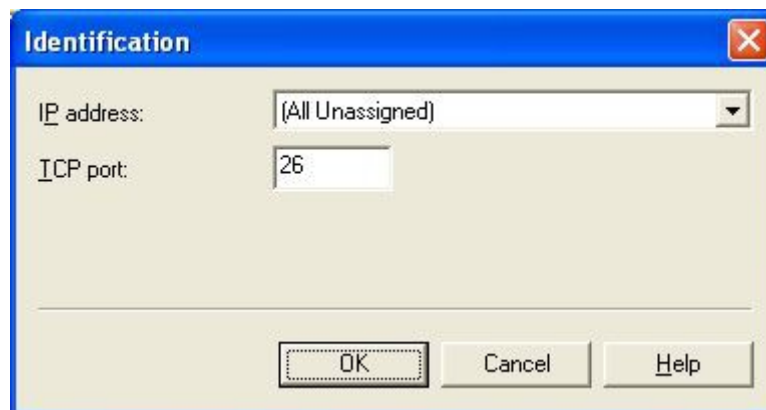 Identification
IP address: (All Unassigned)
TCP port: 26
OK Cancel Help